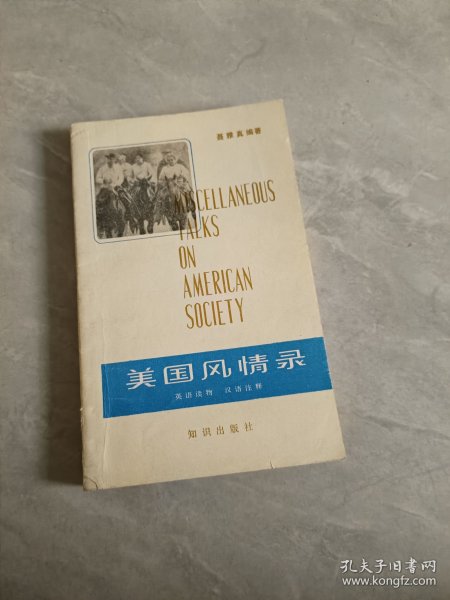 聂雅真编著
MISCELLANEOUS
TALKS
ON
AMERICAN
SOCIETY
美国风情录
英语读物 汉语注释
知识出版社
孔夫子旧书网
www.kongfz.com